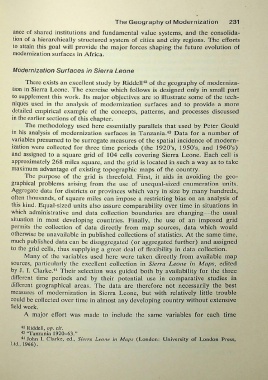 The Geography of Modernization 231
ance of shared institutions and fundamental value systems, and the consolida-
tion of a hierarchically structured system of cities and city regions. The efforts
to attain this goal will provide the major forces shaping the future evolution of
modernization surfaces in Africa.
Modernization Surfaces in Sierra Leone
There exists an excellent study by Riddell⁴¹ of the geography of moderniza-
tion in Sierra Leone. The exercise which follows is designed only in small part
to supplement this work. Its major objectives are to illustrate some of the tech-
niques used in the analysis of modernization surfaces and to provide a more
detailed empirical example of the concepts, patterns, and processes discussed
in the earlier sections of this chapter.
The methodology used here essentially parallels that used by Peter Gould
in his analysis of modernization surfaces in Tanzania.⁴² Data for a number of
variables presumed to be surrogate measures of the spatial incidence of modern-
ization were collected for three time periods (the 1920's, 1930's, and 1960's)
and assigned to a square grid of 104 cells covering Sierra Leone. Each cell is
approximately 268 miles square, and the grid is located in such a way as to take
maximum advantage of existing topographic maps of the country.
The purpose of the grid is threefold. First, it aids in avoiding the geo-
graphical problems arising from the use of unequal-sized enumeration units.
Aggregate data for districts or provinces which vary in size by many hundreds,
often thousands, of square miles can impose a restricting bias on an analysis of
this kind. Equal-sized units also assure comparability over time in situations in
which administrative and data collection boundaries are changing—the usual
situation in most developing countries. Finally, the use of an imposed grid
permits the collection of data directly from map sources, data which would
otherwise be unavailable in published collections of statistics. At the same time,
much published data can be disaggregated (or aggregated further) and assigned
to the grid cells, thus supplying a great deal of flexibility in data collection.
Many of the variables used here were taken directly from available map
sources, particularly the excellent collection in Sierra Leone in Maps, edited
by J. I. Clarke.⁴³ Their selection was guided both by availability for the three
different time periods and by their potential use in comparative studies in
different geographical areas. The data are therefore not necessarily the best
measures of modernization in Sierra Leone, but with relatively little trouble
could be collected over time in almost any developing country without extensive
field work.
A major effort was made to include the same variables for each time
⁴¹ Riddell, op. cit.
⁴² "Tanzania 1920–63."
⁴³ John I. Clarke, ed., Sierra Leone in Maps (London: University of London Press,
Ltd., 1966).